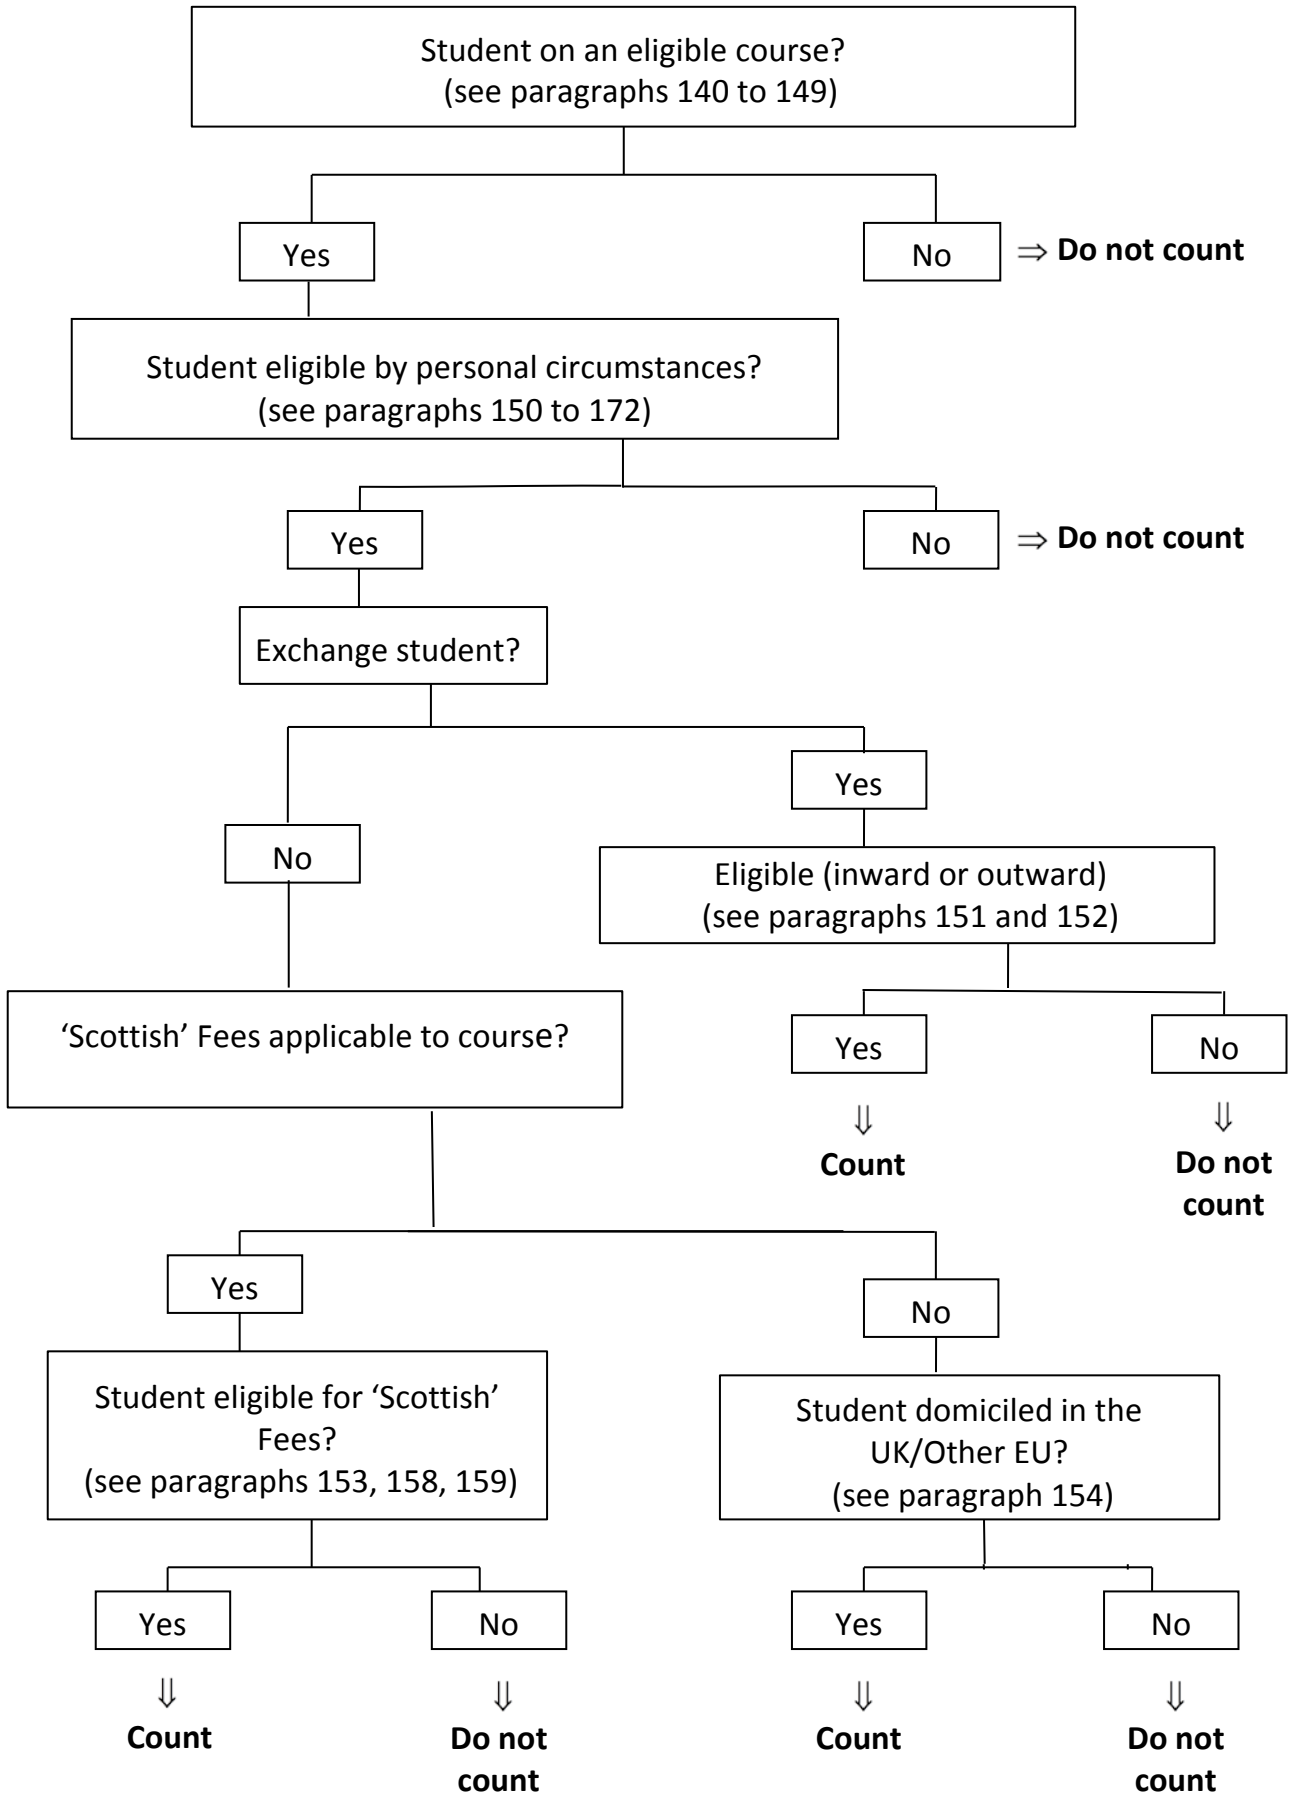 Student on an eligible course?
(see paragraphs 140 to 149)
Yes
No
⇒ Do not count
Student eligible by personal circumstances?
(see paragraphs 150 to 172)
Yes
No
⇒ Do not count
Exchange student?
Yes
No
Eligible (inward or outward)
(see paragraphs 151 and 152)
‘Scottish’ Fees applicable to course?
Yes
No
⇓
⇓
Count
Do not
count
Yes
No
Student eligible for ‘Scottish’
Fees?
(see paragraphs 153, 158, 159)
Student domiciled in the
UK/Other EU?
(see paragraph 154)
Yes
No
Yes
No
⇓
⇓
⇓
⇓
Count
Do not
count
Count
Do not
count